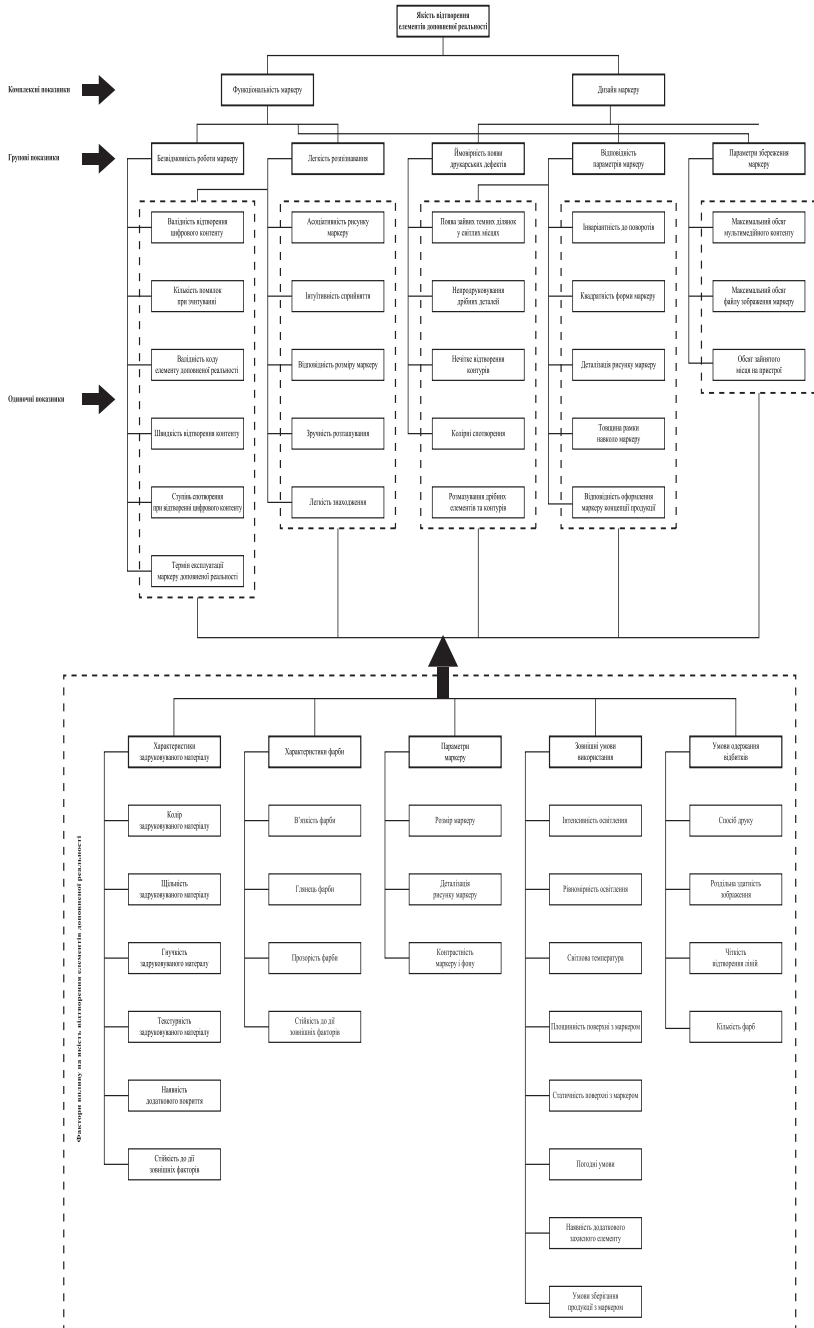 Якість відтворення
елементів доповненої реальності
Комплексні показники
Функціональність маркеру
Дизайн маркеру
Групові показники
Безвідмовність роботи маркеру
Легкість розпізнавання
Ймовірність появи
друкарських дефектів
Відповідність
параметрів маркеру
Параметри збереження
маркеру
Валідність відтворення
цифрового контенту
Асоціативність рисунку
маркеру
Поява зайвих темних ділянок
у світлих місцях
Інваріантність до поворотів
Максимальний обсяг
мультимедійного контенту
Кількість помилок
при зчитуванні
Інтуїтивність сприйняття
Непродруковування
дрібних деталей
Квадратність форми маркеру
Максимальний обсяг
файлу зображення маркеру
Валідність коду
елементу доповненої реальності
Відповідність розміру маркеру
Нечітке відтворення
контурів
Деталізація рисунку маркеру
Обсяг зайнятого
місця на пристрої
Одиничні показники
Швидкість відтворення контенту
Зручність розташування
Колірні спотворення
Товщина рамки
навколо маркеру
Ступінь спотворення
при відтворенні цифрового контенту
Легкість знаходження
Розмазування дрібних
елементів та контурів
Відповідність оформлення
маркеру концепції продукції
Термін експлуатації
маркеру доповненої реальності
Фактори впливу на якість відтворення елементів доповненої реальності
Характеристики
задруковуваного матеріалу
Характеристики фарби
Параметри
маркеру
Зовнішні умови
використання
Умови одержання
відбитків
Колір
задруковуваного матеріалу
В'язкість фарби
Розмір маркеру
Інтенсивність освітлення
Спосіб друку
Щільність
задруковуваного матеріалу
Глянець фарби
Деталізація
рисунку маркеру
Рівномірність освітлення
Роздільна здатність
зображення
Гнучкість
задруковуваного матералу
Прозорість фарби
Контрастність
маркеру і фону
Світлова температура
Чіткість
відтворення ліній
Текстурність
задруковуваного матеріалу
Стійкість до дії
зовнішніх факторів
Площинність поверхні з маркером
Кількість фарб
Наявність
додаткового покриття
Статичність поверхні з маркером
Стійкість до дії
зовнішніх факторів
Погодні умови
Наявність додаткового
захисного елементу
Умови зберігання
продукції з маркером